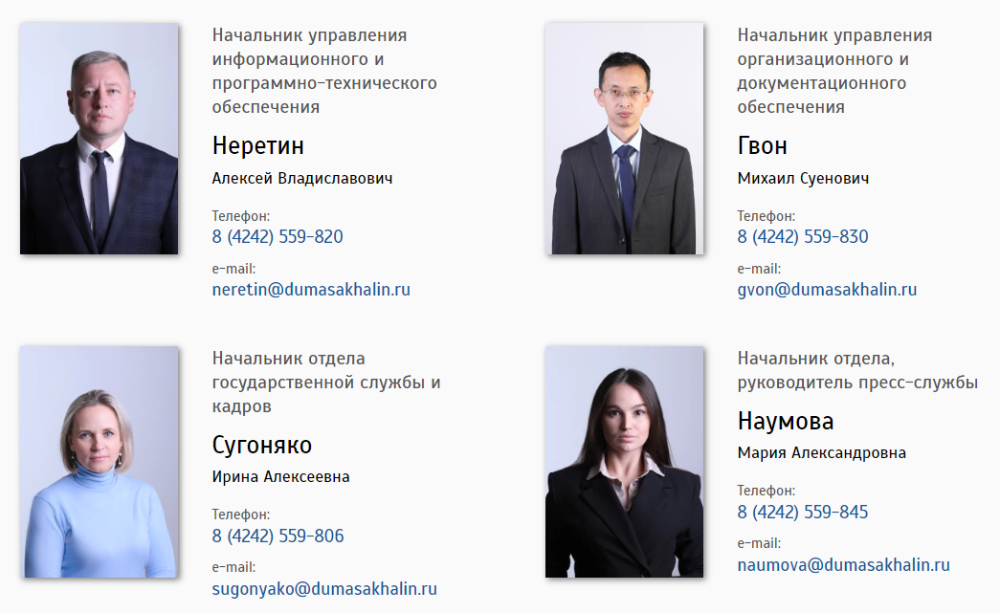 Начальник управления
информационного и
программно-технического
обеспечения
Неретин
Алексей Владиславович
Телефон:
8 (4242) 559-820
e-mail:
neretin@dumasakhalin.ru
Начальник управления
организационного и
документационного
обеспечения
Гвон
Михаил Суенович
Телефон:
8 (4242) 559-830
e-mail:
gvon@dumasakhalin.ru
Начальник отдела
государственной службы и
кадров
Сугоняко
Ирина Алексеевна
Телефон:
8 (4242) 559-806
e-mail:
sugonyako@dumasakhalin.ru
Начальник отдела,
руководитель пресс-службы
Наумова
Мария Александровна
Телефон:
8 (4242) 559-845
e-mail:
naumova@dumasakhalin.ru